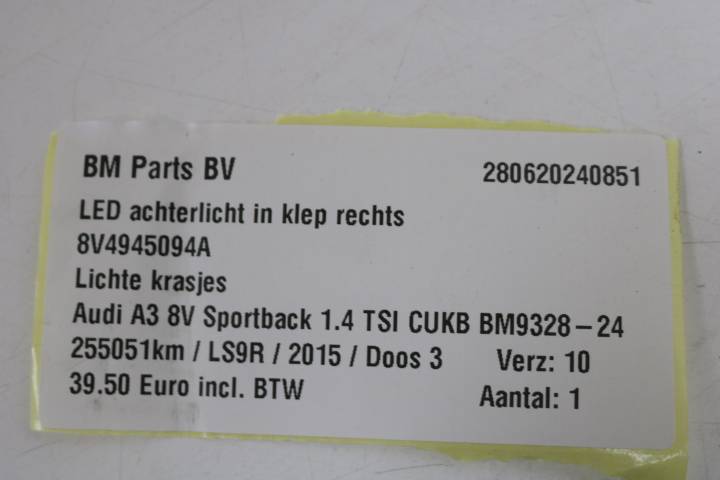 BM Parts BV 280620240851
LED achterlicht in klep rechts
8V4945094A
Lichte krasjes
Audi A3 8V Sportback 1.4 TSI CUKB BM9328-24
255051km / LS9R / 2015 / Doos 3 Verz: 10
39.50 Euro incl. BTW Aantal: 1